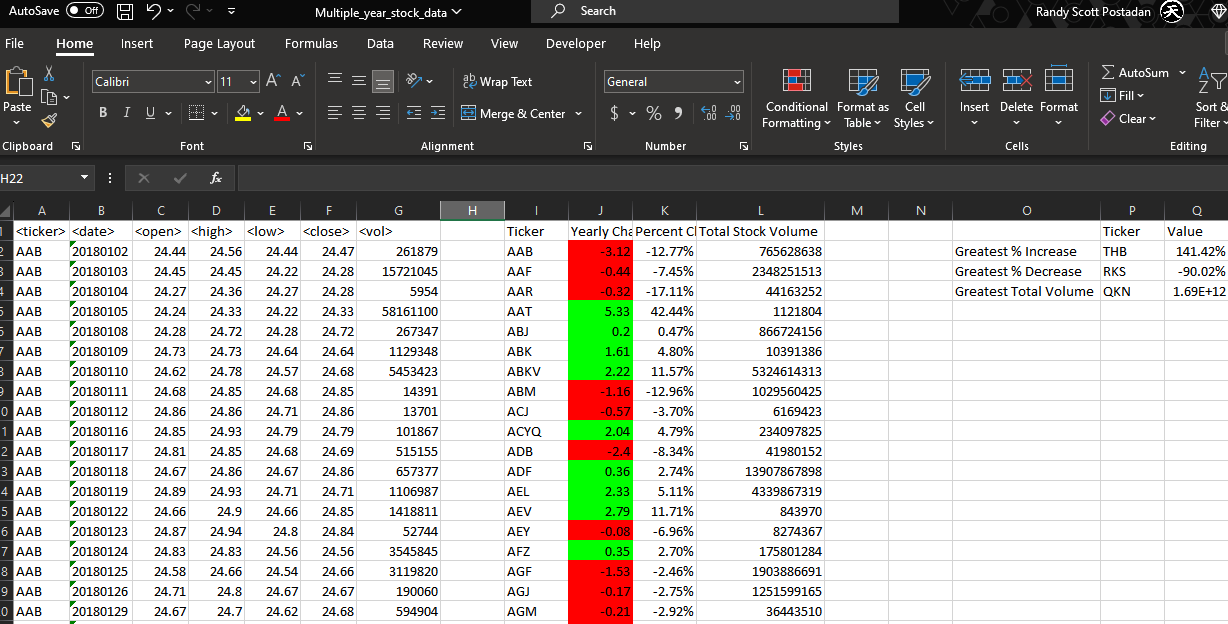 AutoSave Off Multiple_year_stock_data Search Randy Scott Postadan
File Home Insert Page Layout Formulas Data Review View Developer Help
Calibri 11 ab Wrap Text General AutoSum
Paste Conditional Format as Cell Insert Delete Format Fill Sort &
B I U Merge & Center $ % Formatting Table Styles Clear Filter
Clipboard Font Alignment Number Styles Cells Editing
H22 fx
A B C D E F G H I J K L M N O P Q
<ticker> <date> <open> <high> <low> <close> <vol> Ticker Yearly Cha Percent Cl Total Stock Volume Ticker Value
AAB 20180102 24.44 24.56 24.44 24.47 261879 AAB -3.12 -12.77% 765628638 Greatest % Increase THB 141.42%
AAB 20180103 24.45 24.45 24.22 24.28 15721045 AAF -0.44 -7.45% 2348251513 Greatest % Decrease RKS -90.02%
AAB 20180104 24.27 24.36 24.27 24.28 5954 AAR -0.32 -17.11% 44163252 Greatest Total Volume QKN 1.69E+12
AAB 20180105 24.24 24.33 24.22 24.33 58161100 AAT 5.33 42.44% 1121804
AAB 20180108 24.28 24.72 24.28 24.72 267347 ABJ 0.2 0.47% 866724156
AAB 20180109 24.73 24.73 24.64 24.64 1129348 ABK 1.61 4.80% 10391386
AAB 20180110 24.62 24.78 24.57 24.68 5453423 ABKV 2.22 11.57% 5324614313
AAB 20180111 24.68 24.85 24.68 24.85 14391 ABM -1.16 -12.96% 1029560425
AAB 20180112 24.86 24.86 24.71 24.86 13701 ACJ -0.57 -3.70% 6169423
AAB 20180116 24.85 24.93 24.79 24.79 101867 ACYQ 2.04 4.79% 234097825
AAB 20180117 24.81 24.85 24.68 24.69 515155 ADB -2.4 -8.34% 41980152
AAB 20180118 24.67 24.86 24.67 24.86 657377 ADF 0.36 2.74% 13907867898
AAB 20180119 24.89 24.93 24.71 24.71 1106987 AEL 2.33 5.11% 4339867319
AAB 20180122 24.66 24.9 24.66 24.85 1418811 AEV 2.79 11.71% 843970
AAB 20180123 24.87 24.94 24.8 24.84 52744 AEY -0.08 -6.96% 8274367
AAB 20180124 24.83 24.83 24.56 24.56 3545845 AFZ 0.35 2.70% 175801284
AAB 20180125 24.58 24.66 24.54 24.66 3119820 AGF -1.53 -2.46% 1903886691
AAB 20180126 24.71 24.8 24.67 24.67 190060 AGJ -0.17 -2.75% 1251599165
AAB 20180129 24.67 24.7 24.62 24.68 594904 AGM -0.21 -2.92% 36443510